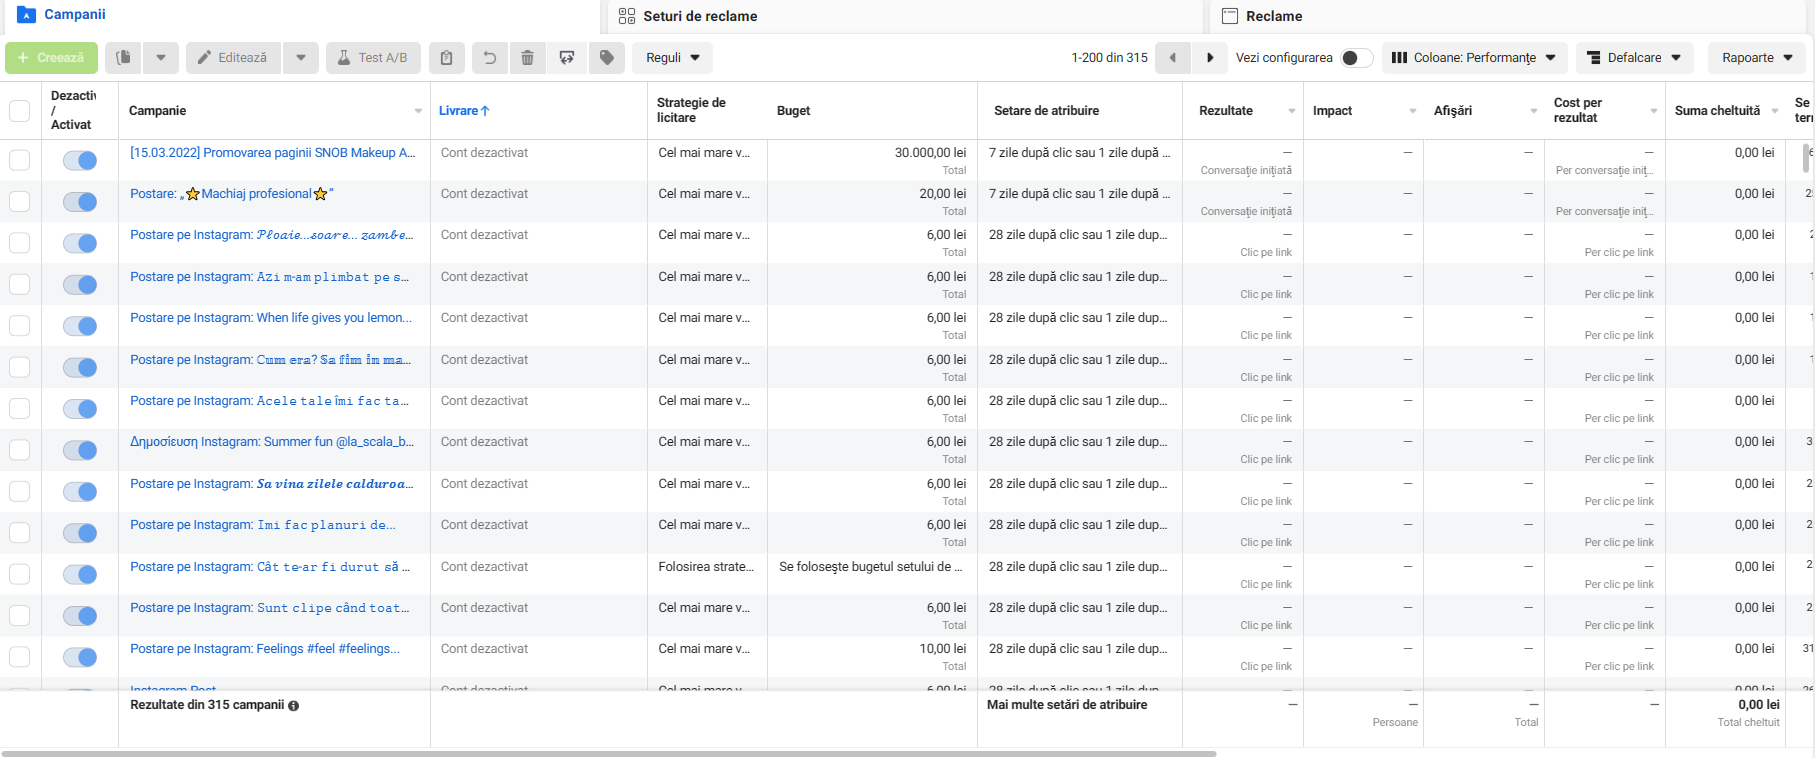 Campanii
Seturi de reclame
Reclame
+ Creează
Editează
Test A/B
Reguli
1-200 din 315
Vezi configurarea
Coloane: Performanțe
Defalcare
Rapoarte
Dezactiv / Activat
Campanie
Livrare↑
Strategie de licitare
Buget
Setare de atribuire
Rezultate
Impact
Afișări
Cost per rezultat
Suma cheltuită
Se
[15.03.2022] Promovarea paginii SNOB Makeup A... Cont dezactivat Cel mai mare v... 30.000,00 lei 7 zile după clic sau 1 zile după ... — — — — 0,00 lei
Total Conversație inițiată Per conversație iniț...
Postare: „⭐Machiaj profesional⭐“ Cont dezactivat Cel mai mare v... 20,00 lei 7 zile după clic sau 1 zile după ... — — — — 0,00 lei
Total Conversație inițiată Per conversație iniț...
Postare pe Instagram: 𝓟𝓵𝓸𝓪𝓲𝓮...𝓼𝓸𝓪𝓻𝓮... 𝔃𝓪𝓶𝓫𝓮... Cont dezactivat Cel mai mare v... 6,00 lei 28 zile după clic sau 1 zile dup... — — — — 0,00 lei
Total Clic pe link Per clic pe link
Postare pe Instagram: 𝙰𝚣𝚒 𝚖-𝚊𝚖 𝚙𝚕𝚒𝚖𝚋𝚊𝚝 𝚙𝚎 𝚜... Cont dezactivat Cel mai mare v... 6,00 lei 28 zile după clic sau 1 zile dup... — — — — 0,00 lei
Total Clic pe link Per clic pe link
Postare pe Instagram: When life gives you lemon... Cont dezactivat Cel mai mare v... 6,00 lei 28 zile după clic sau 1 zile dup... — — — — 0,00 lei
Total Clic pe link Per clic pe link
Postare pe Instagram: ℂ𝕦𝕞 𝕖𝕣𝕒? 𝕊𝕒 𝕗𝕚𝕞 𝕚𝕟 𝕞𝕒... Cont dezactivat Cel mai mare v... 6,00 lei 28 zile după clic sau 1 zile dup... — — — — 0,00 lei
Total Clic pe link Per clic pe link
Postare pe Instagram: 𝙰𝚌𝚎𝚕𝚎 𝚝𝚊𝚕𝚎 î𝚖𝚒 𝚏𝚊𝚌 𝚝𝚊... Cont dezactivat Cel mai mare v... 6,00 lei 28 zile după clic sau 1 zile dup... — — — — 0,00 lei
Total Clic pe link Per clic pe link
Δημοσίευση Instagram: Summer fun @la_scala_b... Cont dezactivat Cel mai mare v... 6,00 lei 28 zile după clic sau 1 zile dup... — — — — 0,00 lei 3
Total Clic pe link Per clic pe link
Postare pe Instagram: 𝑺𝒂 𝒗𝒊𝒏𝒂 𝒛𝒊𝒍𝒆𝒍𝒆 𝒄𝒂𝒍𝒅𝒖𝒓𝒐𝒂... Cont dezactivat Cel mai mare v... 6,00 lei 28 zile după clic sau 1 zile dup... — — — — 0,00 lei 2
Total Clic pe link Per clic pe link
Postare pe Instagram: 𝙸𝚖𝚒 𝚏𝚊𝚌 𝚙𝚕𝚊𝚗𝚞𝚛𝚒 𝚍𝚎... Cont dezactivat Cel mai mare v... 6,00 lei 28 zile după clic sau 1 zile dup... — — — — 0,00 lei 2
Total Clic pe link Per clic pe link
Postare pe Instagram: 𝙲â𝚝 𝚝𝚎-𝚊𝚛 𝚏𝚒 𝚍𝚞𝚛𝚞𝚝 𝚜ă ... Cont dezactivat Folosirea strate... Se folosește bugetul setului de ... 28 zile după clic sau 1 zile dup... — — — — 0,00 lei 2
Clic pe link Per clic pe link
Postare pe Instagram: 𝚂𝚞𝚗𝚝 𝚌𝚕𝚒𝚙𝚎 𝚌â𝚗𝚍 𝚝𝚘𝚊𝚝... Cont dezactivat Cel mai mare v... 6,00 lei 28 zile după clic sau 1 zile dup... — — — — 0,00 lei 2
Total Clic pe link Per clic pe link
Postare pe Instagram: Feelings #feel #feelings... Cont dezactivat Cel mai mare v... 10,00 lei 28 zile după clic sau 1 zile dup... — — — — 0,00 lei 31
Total Clic pe link Per clic pe link
Instagram Post Cont dezactivat Cel mai mare v... 6,00 lei 28 zile după clic sau 1 zile dup... 0,00 lei
Rezultate din 315 campanii Mai multe setări de atribuire — — — — 0,00 lei
Persoane Total Total cheltuit